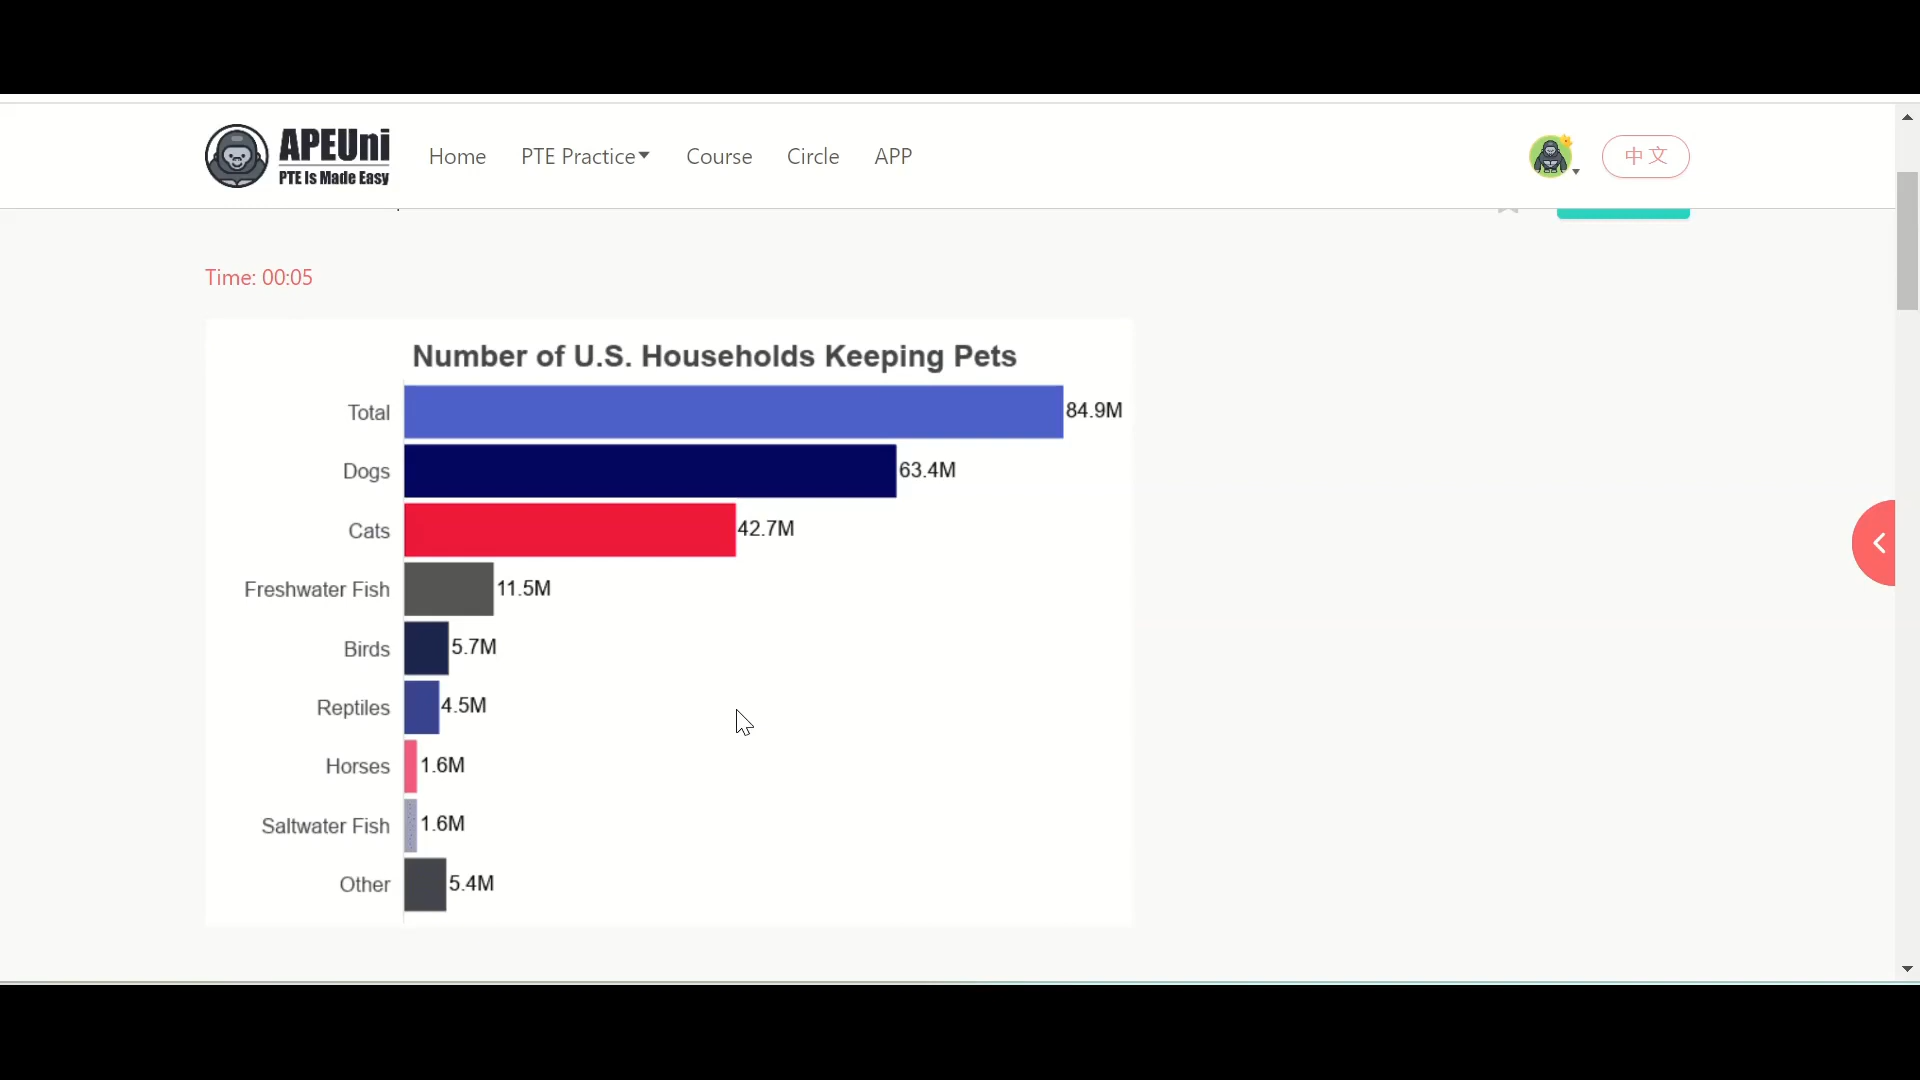 APEUni
PTE Is Made Easy
Home
PTE Practice
Course
Circle
APP
中文
Time: 00:05
Number of U.S. Households Keeping Pets
Total 84.9M
Dogs 63.4M
Cats 42.7M
Freshwater Fish 11.5M
Birds 5.7M
Reptiles 4.5M
Horses 1.6M
Saltwater Fish 1.6M
Other 5.4M